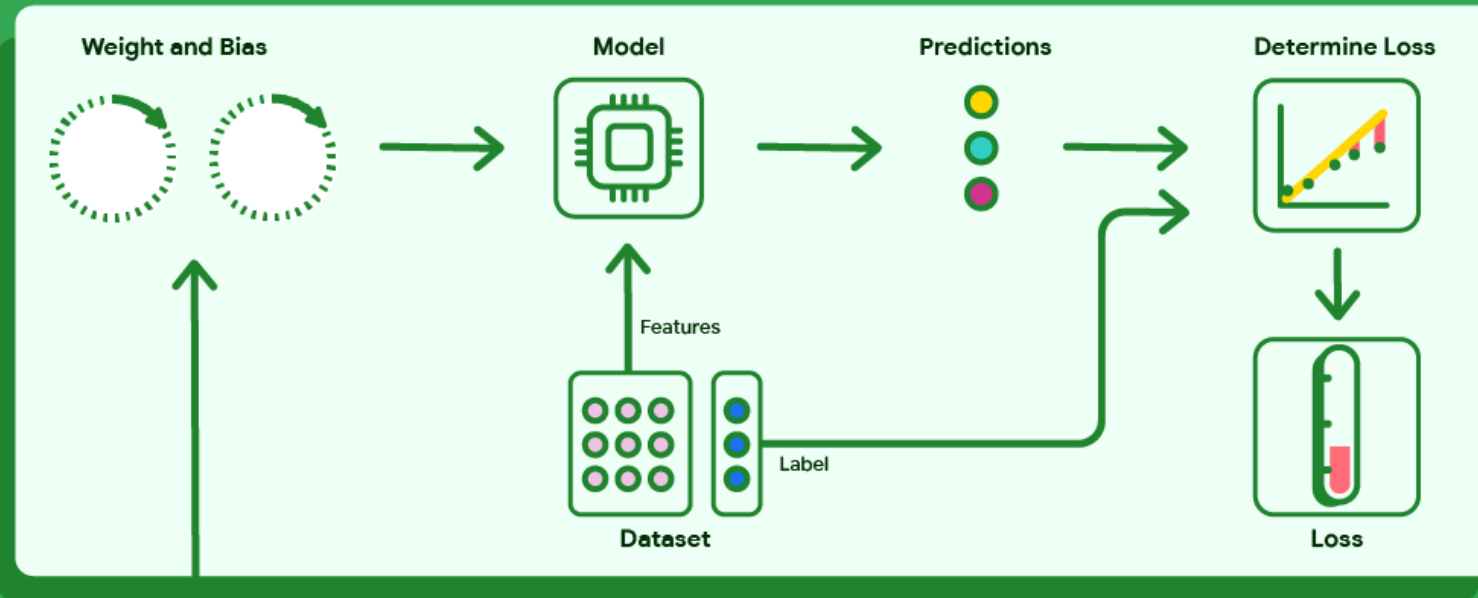 Weight and Bias
Model
Predictions
Determine Loss
Features
Label
Dataset
Loss